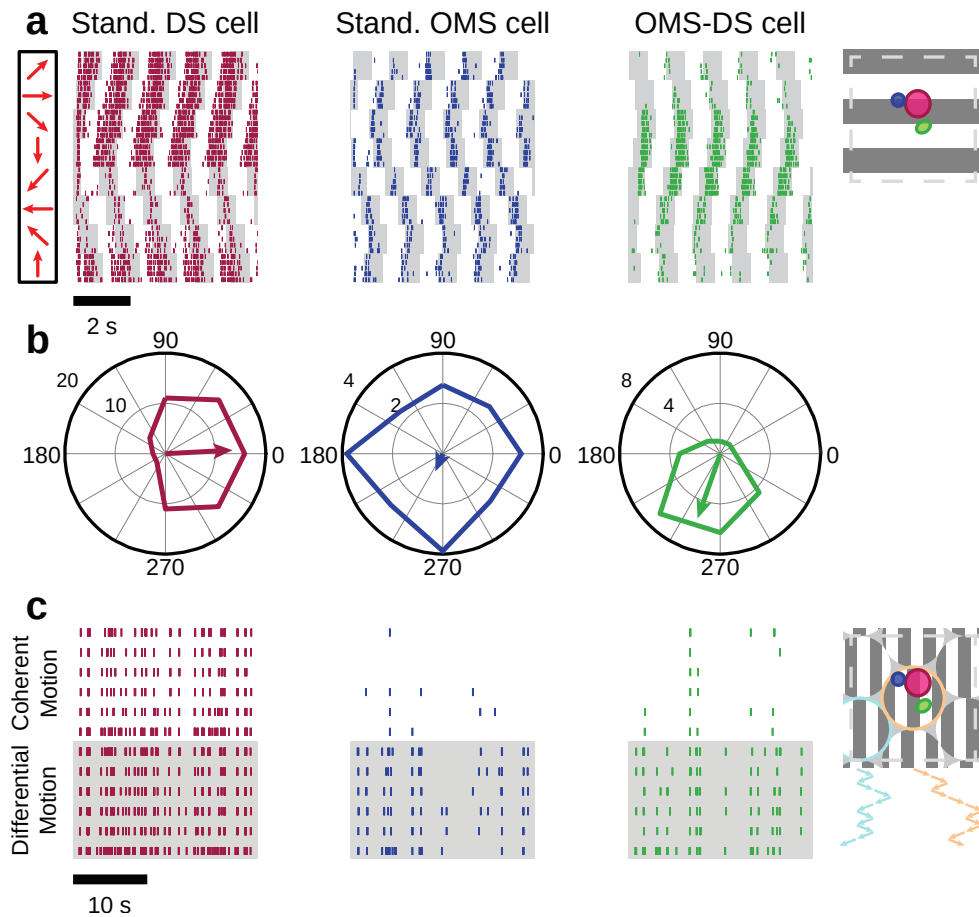 a Stand. DS cell Stand. OMS cell OMS-DS cell
2 s
b
90 90 90
20 10 180 0 270
4 2 180 0 270
8 4 180 0 270
c
Coherent Motion
Differential Motion
10 s